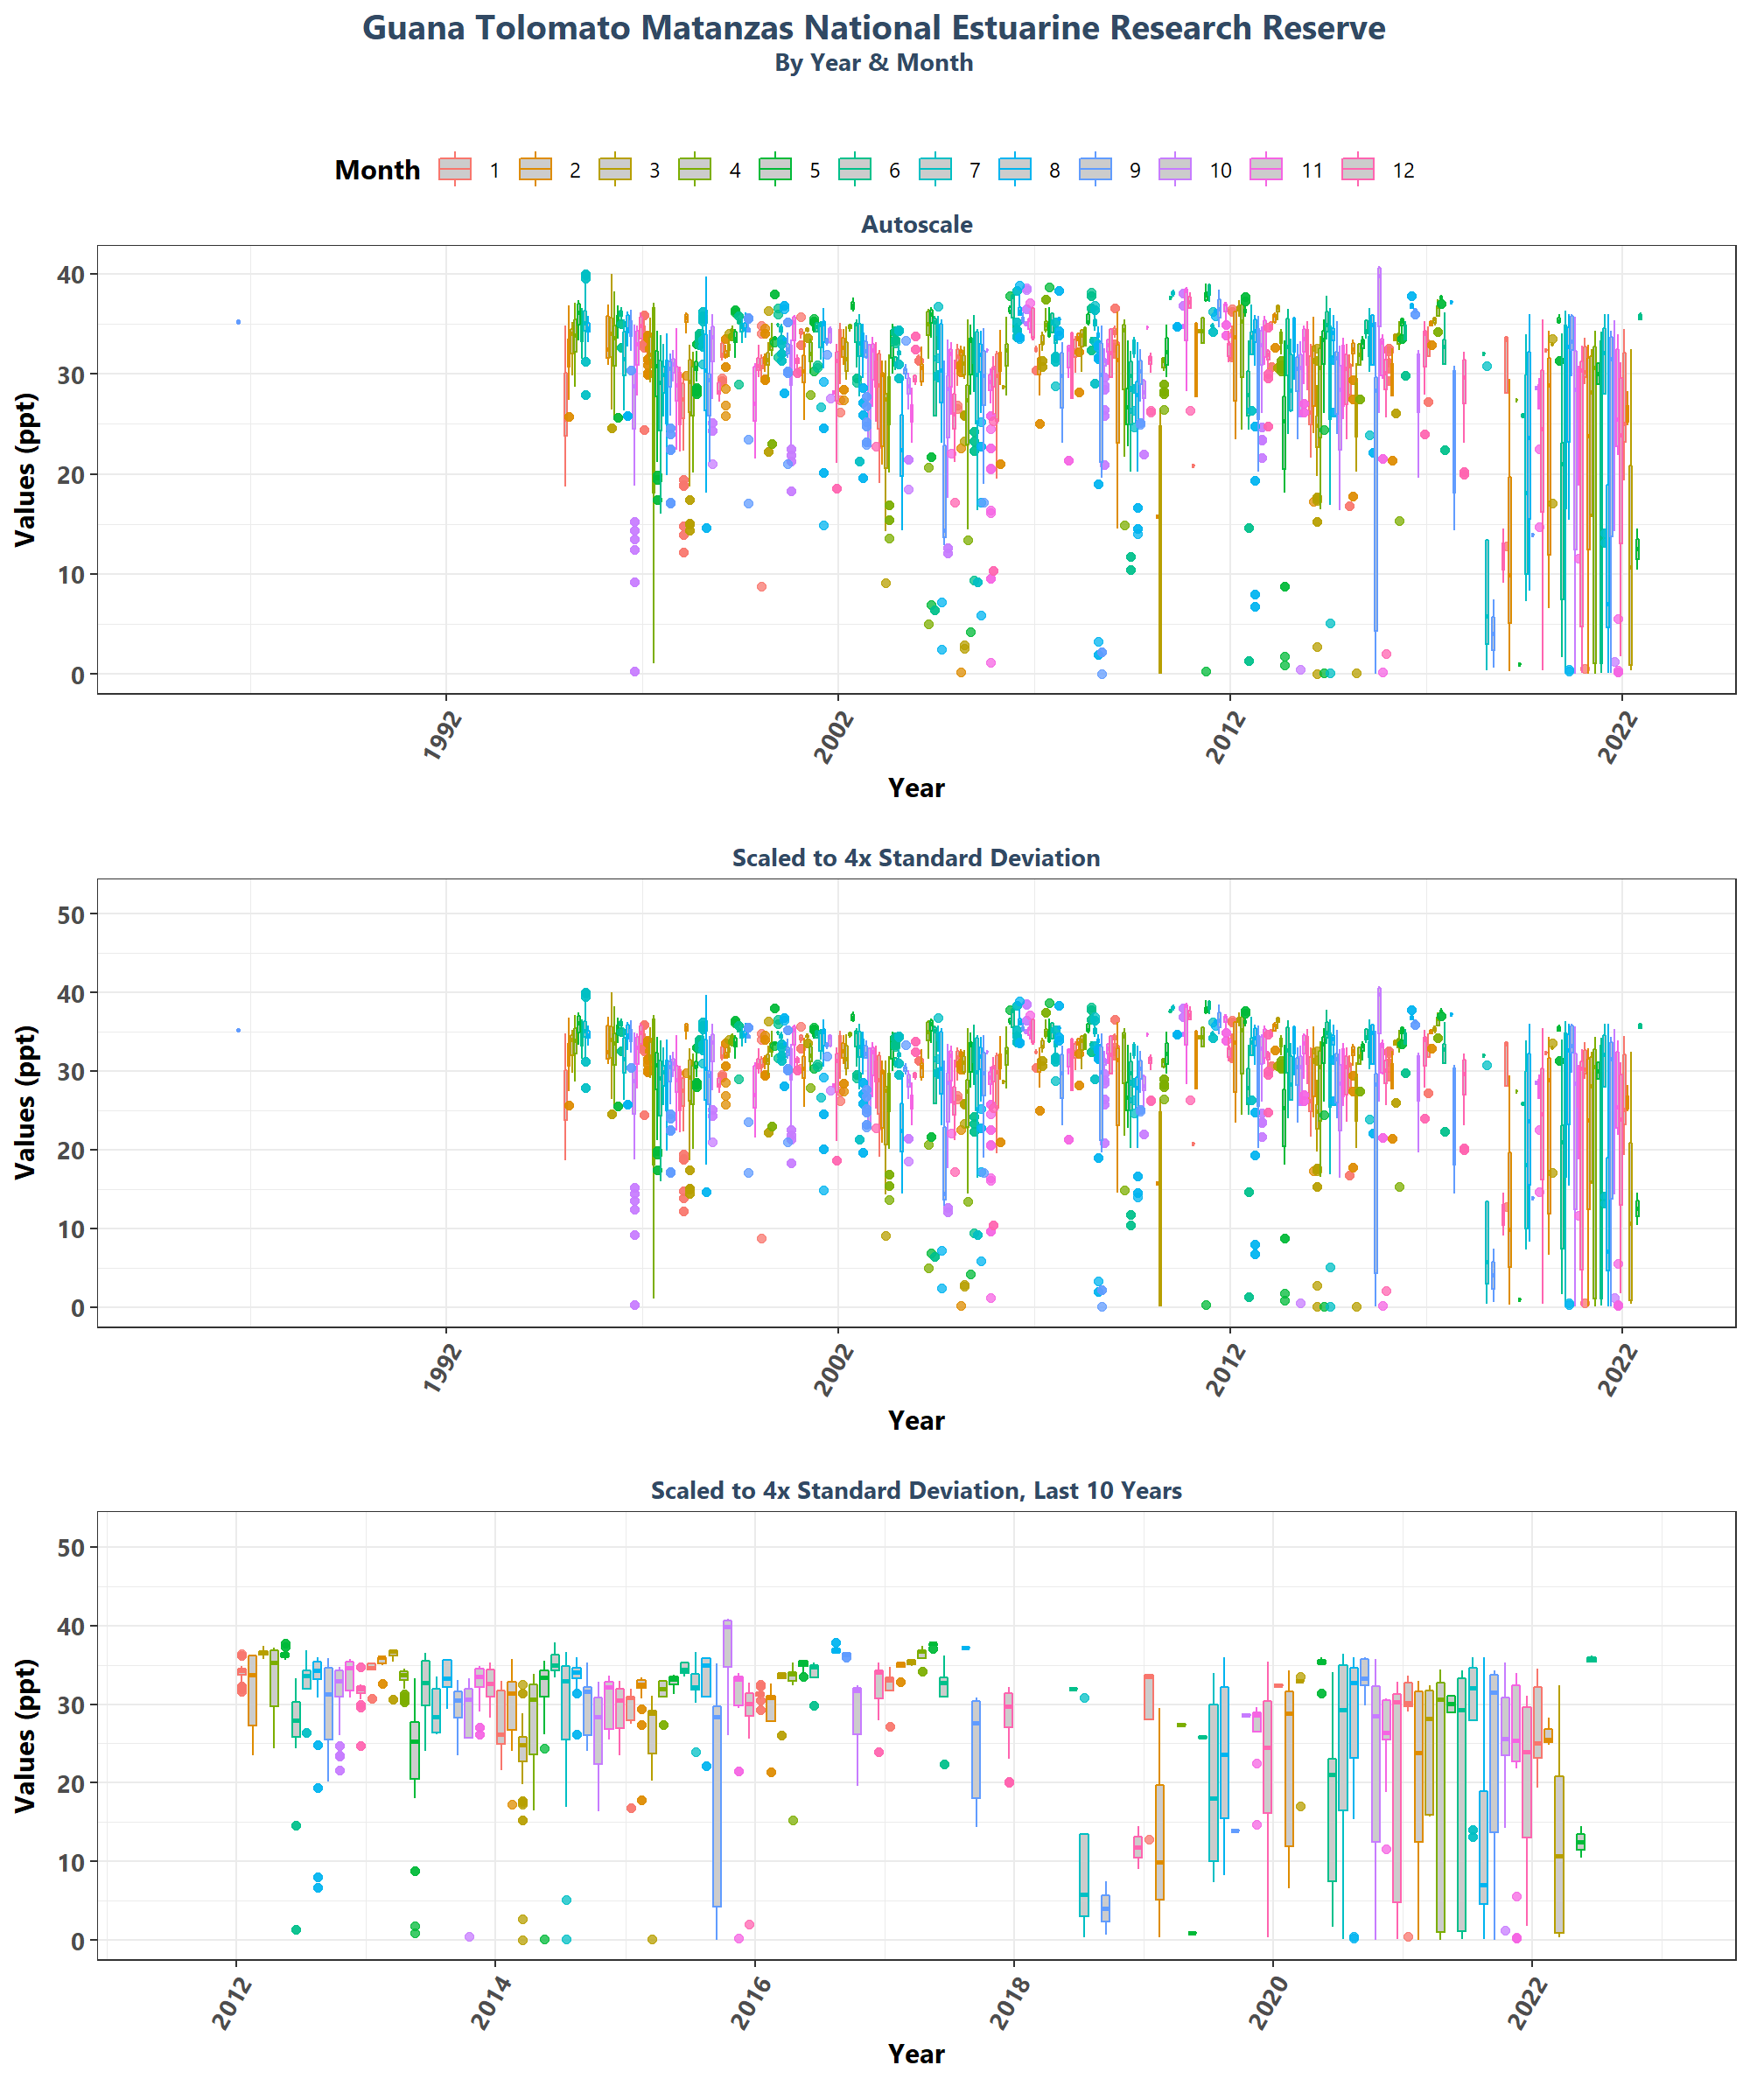 Guana Tolomato Matanzas National Estuarine Research Reserve
By Year & Month
Month 1 2 3 4 5 6 7 8 9 10 11 12
Autoscale
Values (ppt)
40
30
20
10
0
1992 2002 2012 2022
Year
Scaled to 4x Standard Deviation
Values (ppt)
50
40
30
20
10
0
1992 2002 2012 2022
Year
Scaled to 4x Standard Deviation, Last 10 Years
Values (ppt)
50
40
30
20
10
0
2012 2014 2016 2018 2020 2022
Year